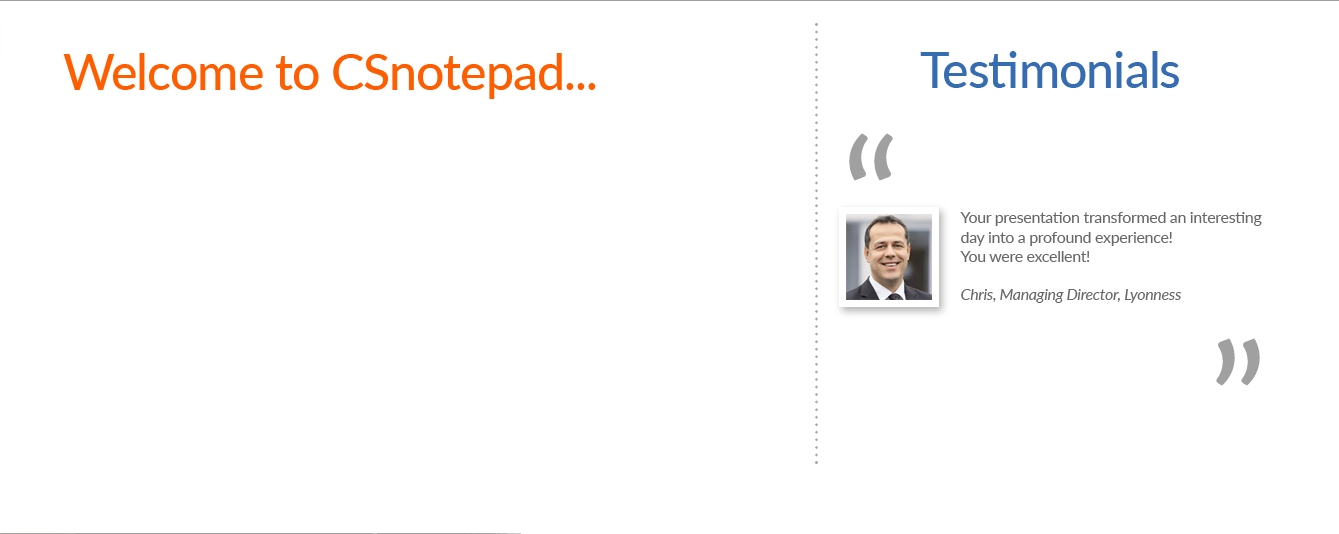 Welcome to CSnotepad...
Testimonials
“
Your presentation transformed an interesting
day into a profound experience!
You were excellent!
Chris, Managing Director, Lyonness
”